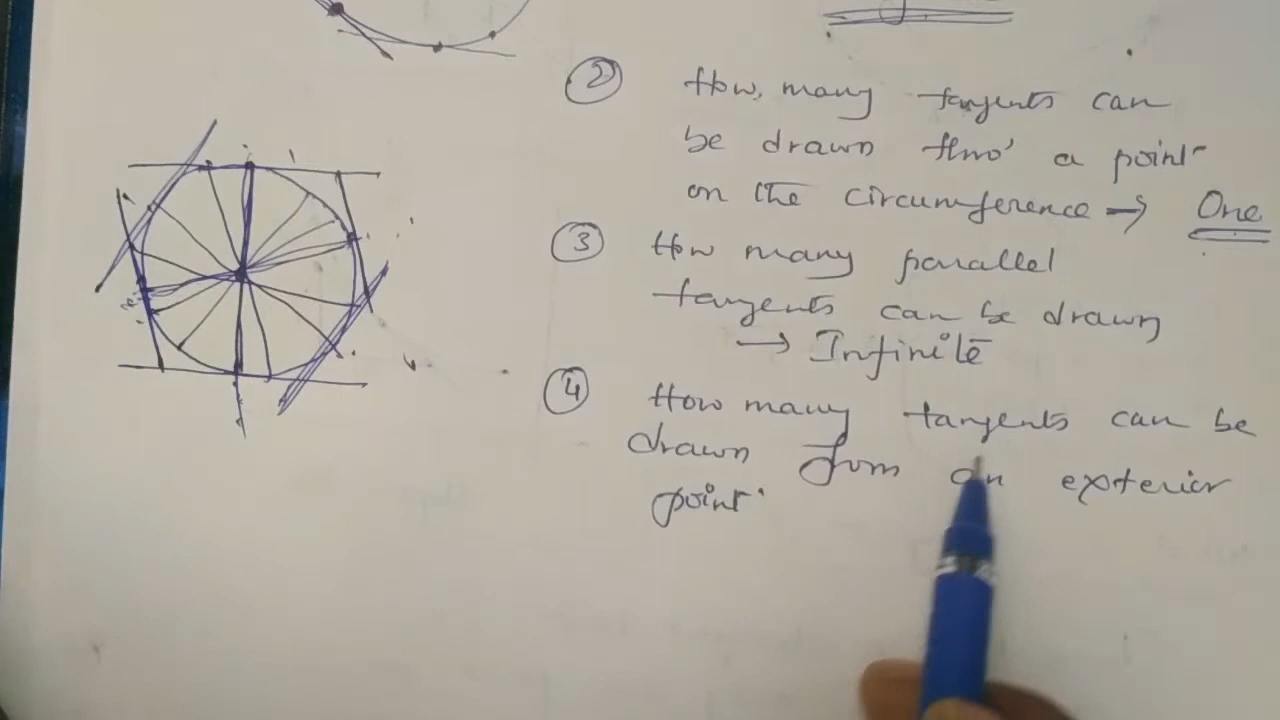 2 How many tangents can
be drawn thro' a point
on the circumference → One
3 How many parallel
tangents can be drawn
→ Infinite
4 How many tangents can be
drawn from an exterior
point.